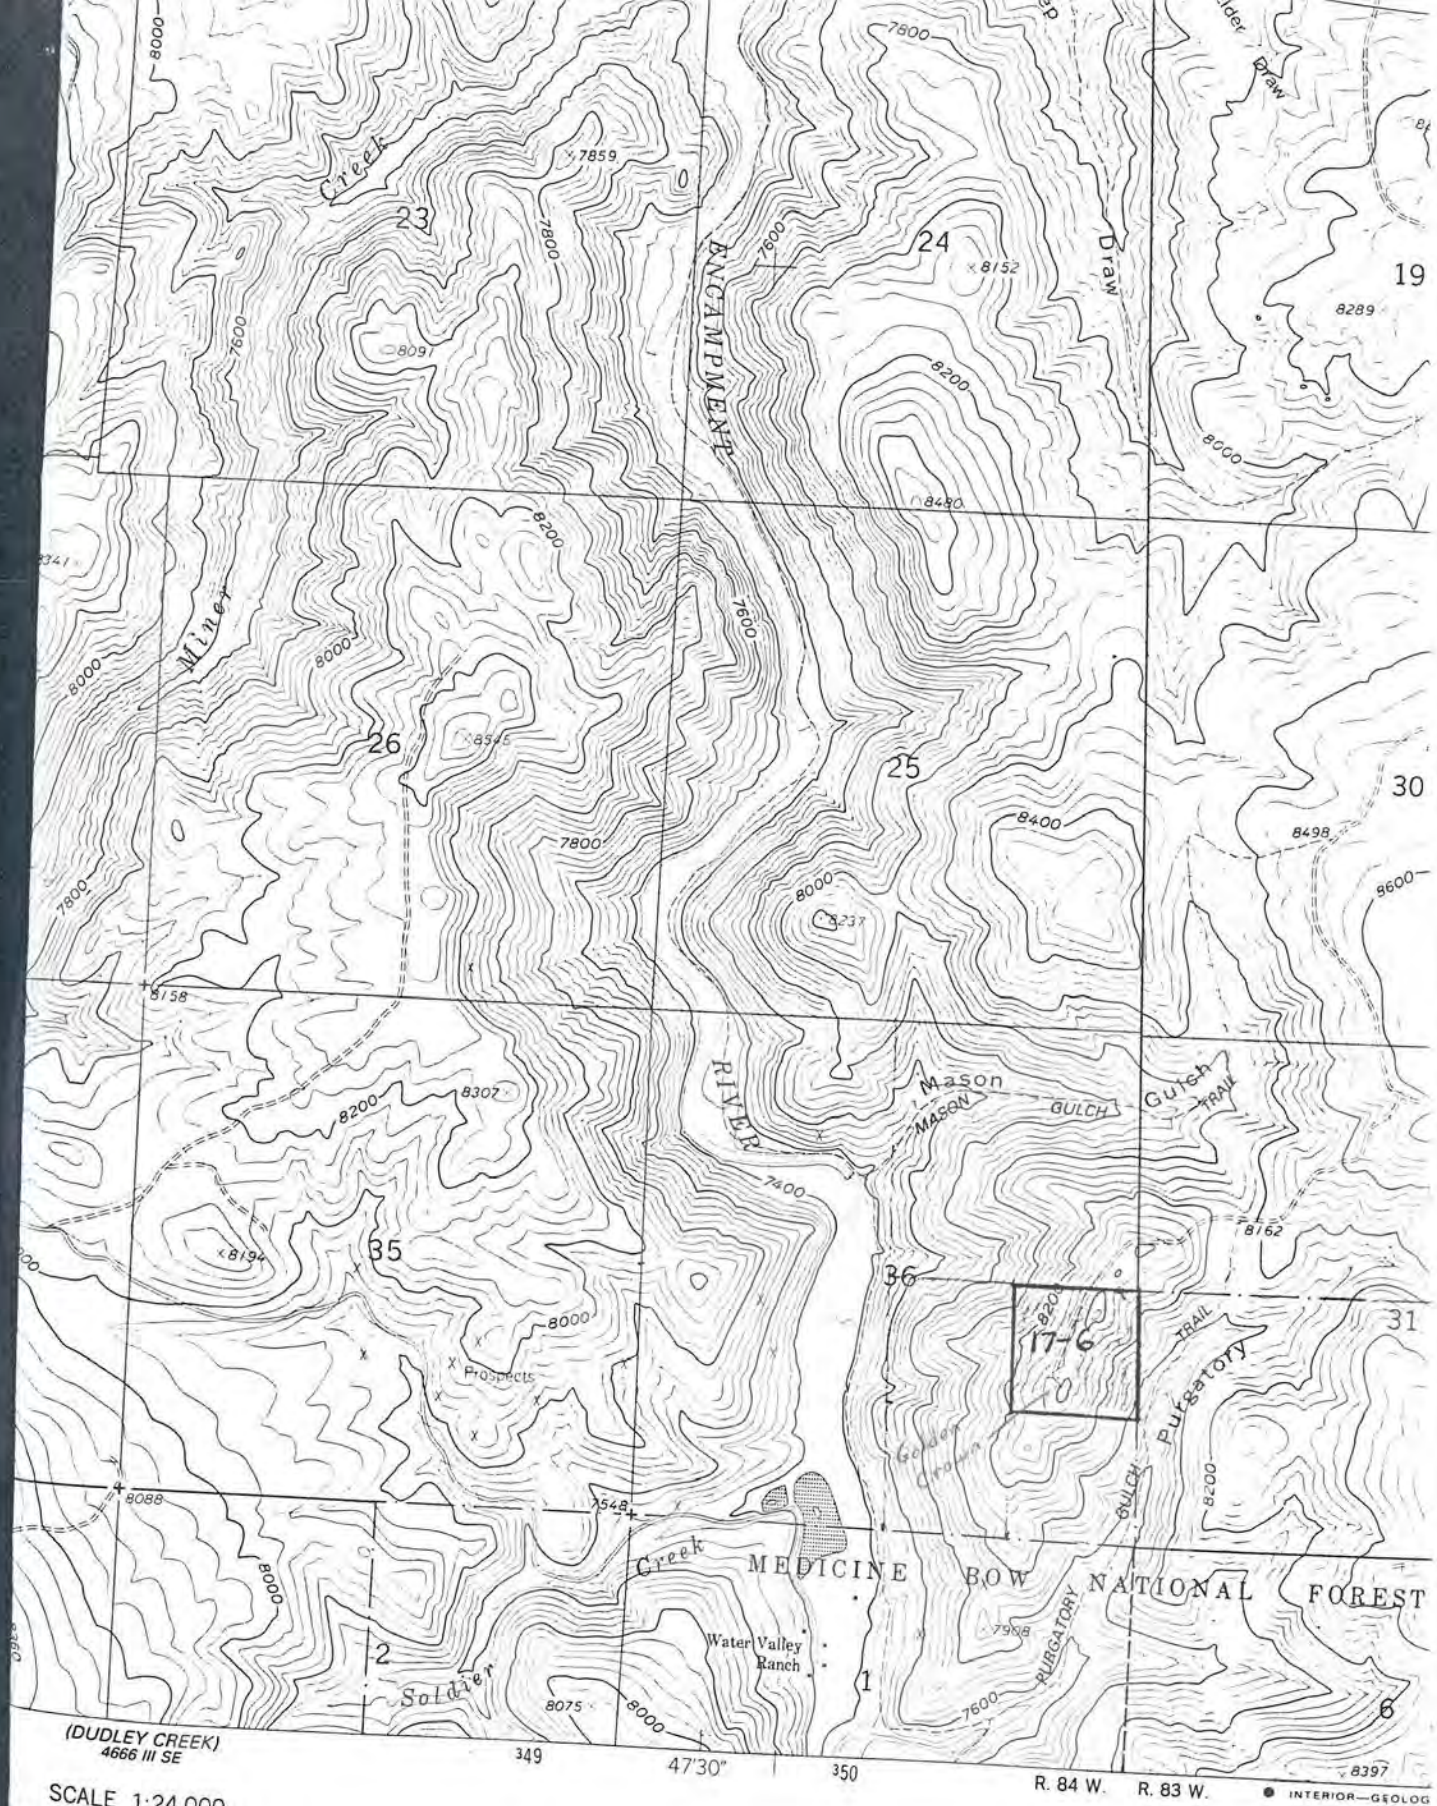 8000
7800
Draw
7859
Creek
23
7800
7600
24
8152
Draw
19
8289
ENCAMPMENT
7600
8091
8200
8000
8480
8200
8341
7600
Miner
8000
8000
26
8545
25
30
8400
8498
7800
8000
8237
8600
7800
8158
RIVER
Mason
MASON
GULCH
Gulch
TRAIL
8307
8200
7400
8162
8194
35
36
8200
17-6
TRAIL
31
8000
Prospects
Purgatory
Golden
Crown
GULCH
8200
8088
7548
Creek
MEDICINE BOW NATIONAL FOREST
8000
7908
PURGATORY
Water Valley
Ranch
2
Soldier
1
8075
8000
7600
6
(DUDLEY CREEK)
4666 III SE
349
47'30"
350
R. 84 W.
R. 83 W.
8397
INTERIOR—GEOLOG
SCALE 1:24 000